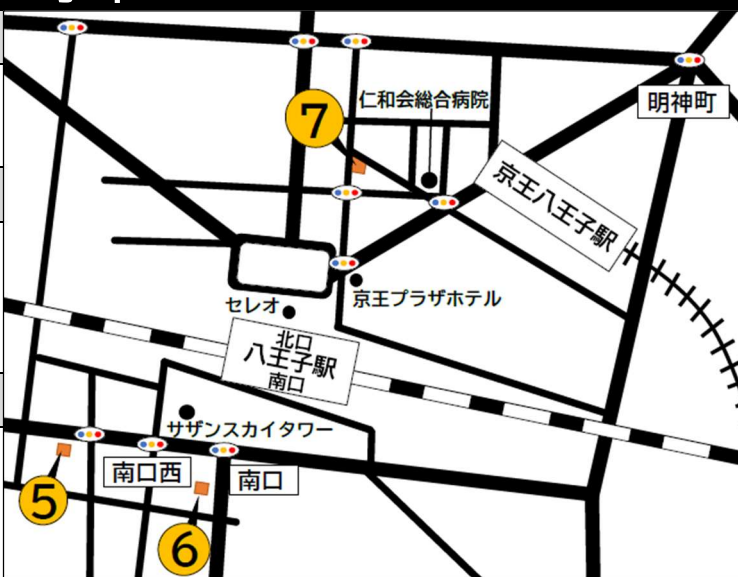 仁和会総合病院
明神町
7
京王八王子駅
京王プラザホテル
セレオ
北口
八王子駅
南口
サザンスカイタワー
南口西
南口
5
6